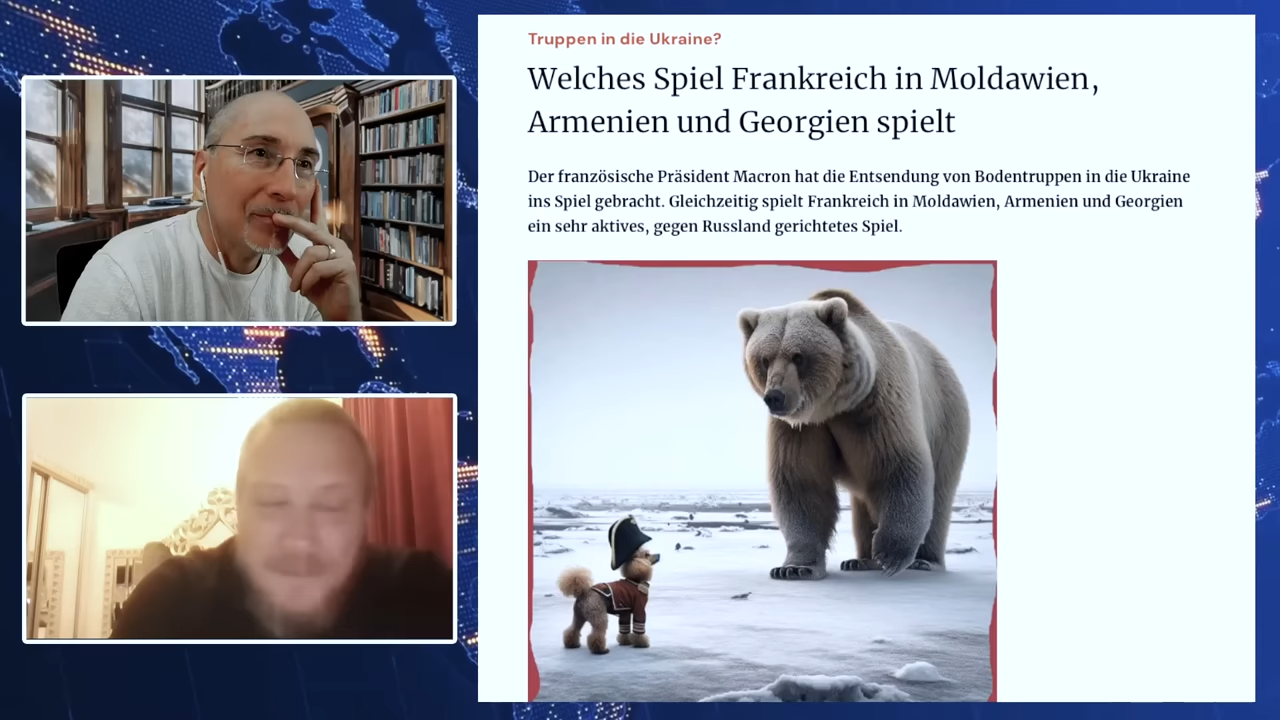 Truppen in die Ukraine?
Welches Spiel Frankreich in Moldawien,
Armenien und Georgien spielt
Der französische Präsident Macron hat die Entsendung von Bodentruppen in die Ukraine
ins Spiel gebracht. Gleichzeitig spielt Frankreich in Moldawien, Armenien und Georgien
ein sehr aktives, gegen Russland gerichtetes Spiel.